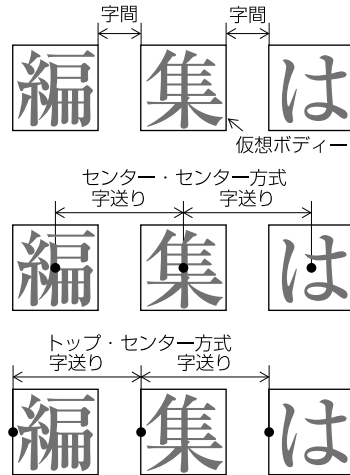 字間 字間
編 集 は
仮想ボディー
センター・センター方式
字送り 字送り
編 集 は
トップ・センター方式
字送り 字送り
編 集 は